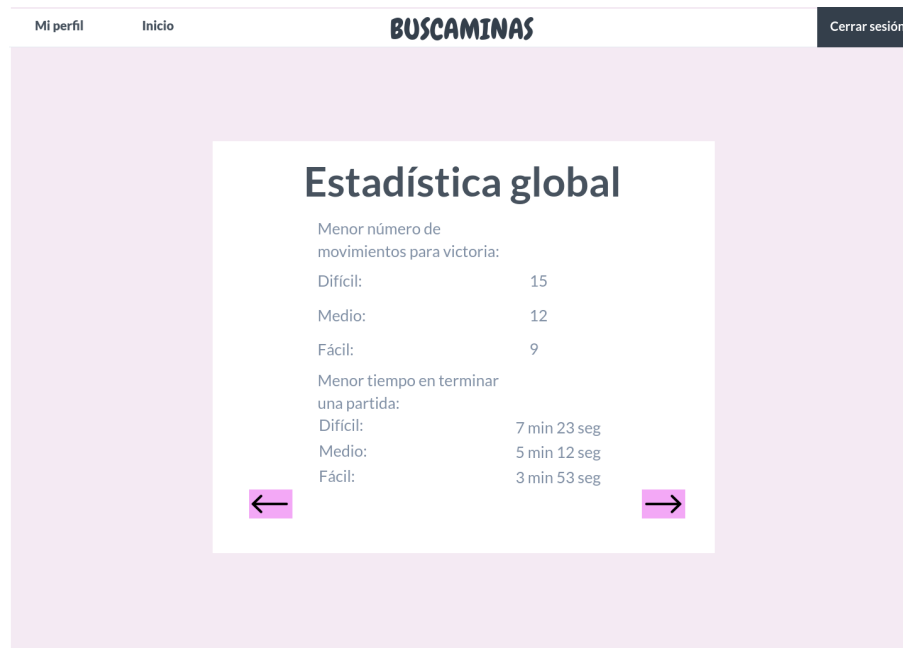 Mi perfil
Inicio
BUSCAMINAS
Cerrar sesión
Estadística global
Menor número de
movimientos para victoria:
Difícil: 15
Medio: 12
Fácil: 9
Menor tiempo en terminar
una partida:
Difícil: 7 min 23 seg
Medio: 5 min 12 seg
Fácil: 3 min 53 seg